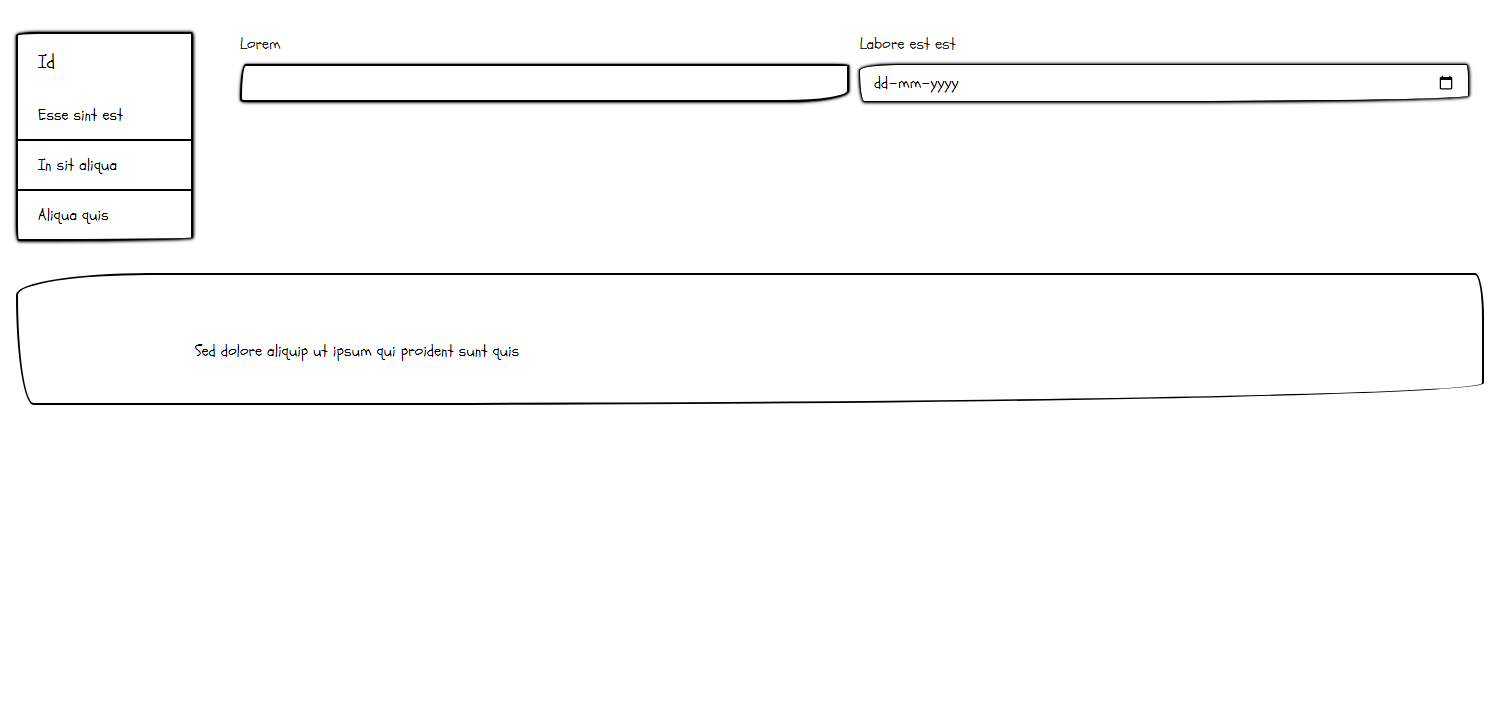 Id
Esse sint est
In sit aliqua
Aliqua quis
Lorem
Labore est est
dd-mm-yyyy
Sed dolore aliquip ut ipsum qui proident sunt quis